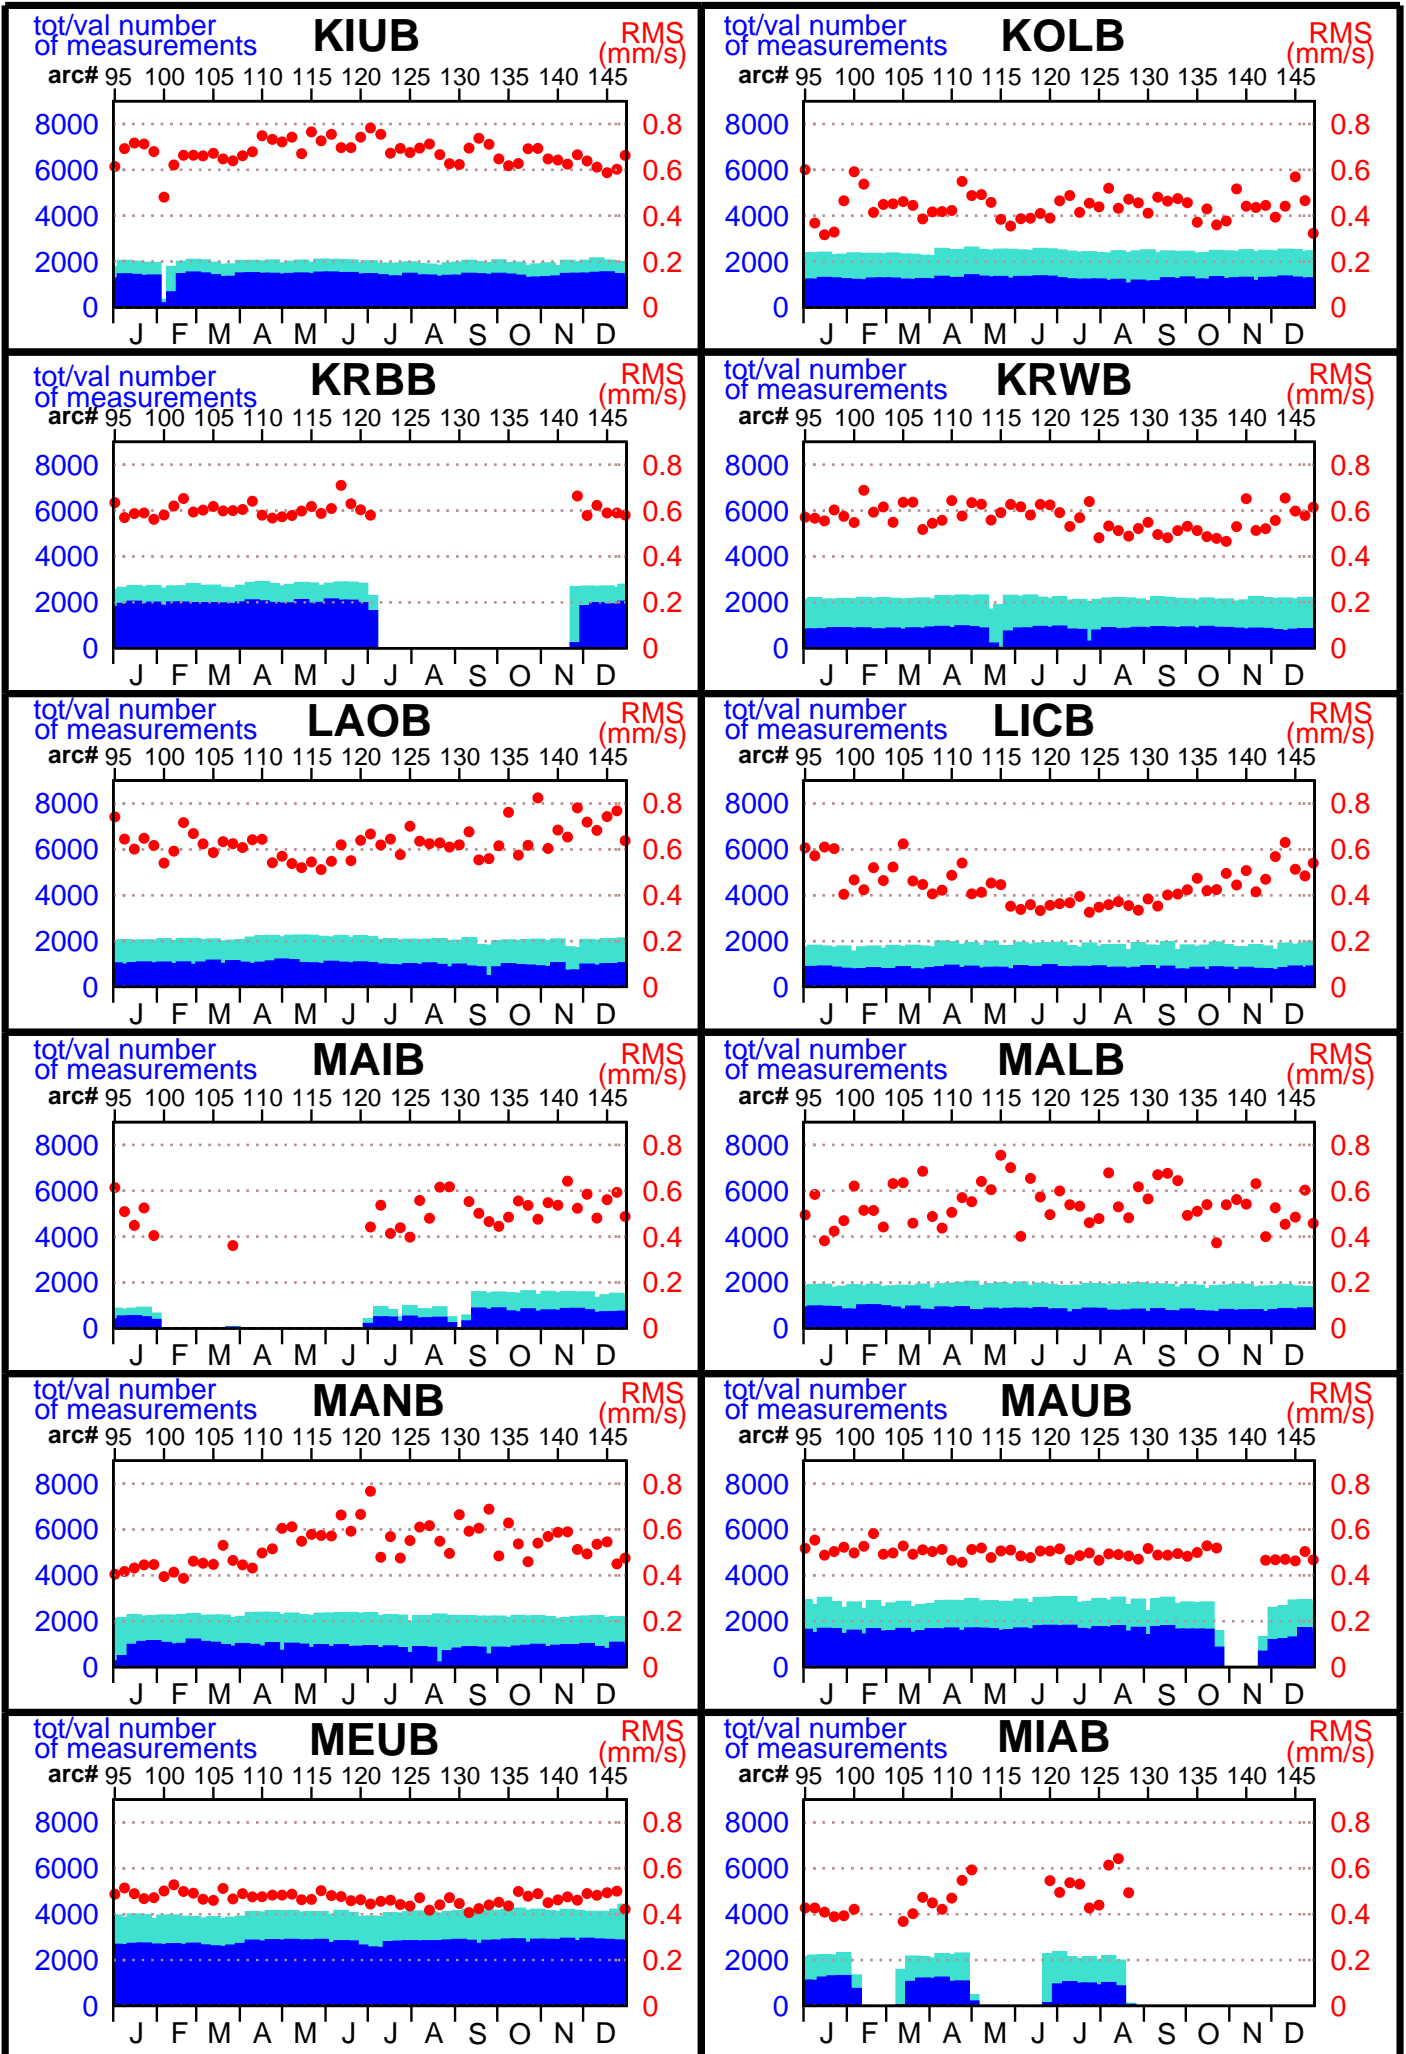 tot/val number of measurements KIUB RMS (mm/s)
arc# 95 100 105 110 115 120 125 130 135 140 145
8000 0.8
6000 0.6
4000 0.4
2000 0.2
0 0
J F M A M J J A S O N D
tot/val number of measurements KOLB RMS (mm/s)
arc# 95 100 105 110 115 120 125 130 135 140 145
8000 0.8
6000 0.6
4000 0.4
2000 0.2
0 0
J F M A M J J A S O N D
tot/val number of measurements KRBB RMS (mm/s)
arc# 95 100 105 110 115 120 125 130 135 140 145
8000 0.8
6000 0.6
4000 0.4
2000 0.2
0 0
J F M A M J J A S O N D
tot/val number of measurements KRWB RMS (mm/s)
arc# 95 100 105 110 115 120 125 130 135 140 145
8000 0.8
6000 0.6
4000 0.4
2000 0.2
0 0
J F M A M J J A S O N D
tot/val number of measurements LAOB RMS (mm/s)
arc# 95 100 105 110 115 120 125 130 135 140 145
8000 0.8
6000 0.6
4000 0.4
2000 0.2
0 0
J F M A M J J A S O N D
tot/val number of measurements LICB RMS (mm/s)
arc# 95 100 105 110 115 120 125 130 135 140 145
8000 0.8
6000 0.6
4000 0.4
2000 0.2
0 0
J F M A M J J A S O N D
tot/val number of measurements MAIB RMS (mm/s)
arc# 95 100 105 110 115 120 125 130 135 140 145
8000 0.8
6000 0.6
4000 0.4
2000 0.2
0 0
J F M A M J J A S O N D
tot/val number of measurements MALB RMS (mm/s)
arc# 95 100 105 110 115 120 125 130 135 140 145
8000 0.8
6000 0.6
4000 0.4
2000 0.2
0 0
J F M A M J J A S O N D
tot/val number of measurements MANB RMS (mm/s)
arc# 95 100 105 110 115 120 125 130 135 140 145
8000 0.8
6000 0.6
4000 0.4
2000 0.2
0 0
J F M A M J J A S O N D
tot/val number of measurements MAUB RMS (mm/s)
arc# 95 100 105 110 115 120 125 130 135 140 145
8000 0.8
6000 0.6
4000 0.4
2000 0.2
0 0
J F M A M J J A S O N D
tot/val number of measurements MEUB RMS (mm/s)
arc# 95 100 105 110 115 120 125 130 135 140 145
8000 0.8
6000 0.6
4000 0.4
2000 0.2
0 0
J F M A M J J A S O N D
tot/val number of measurements MIAB RMS (mm/s)
arc# 95 100 105 110 115 120 125 130 135 140 145
8000 0.8
6000 0.6
4000 0.4
2000 0.2
0 0
J F M A M J J A S O N D